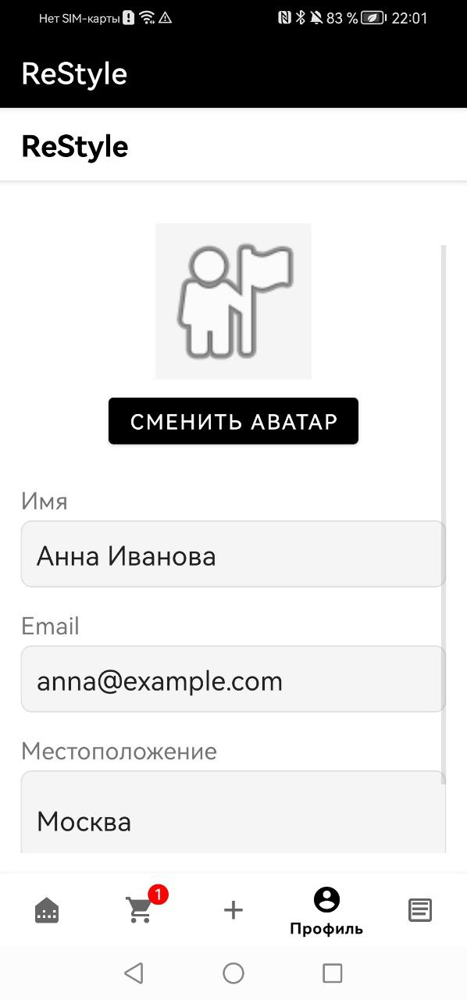 Нет SIM-карты 83 % 22:01
ReStyle
ReStyle
СМЕНИТЬ АВАТАР
Имя
Анна Иванова
Email
anna@example.com
Местоположение
Москва
1
Профиль